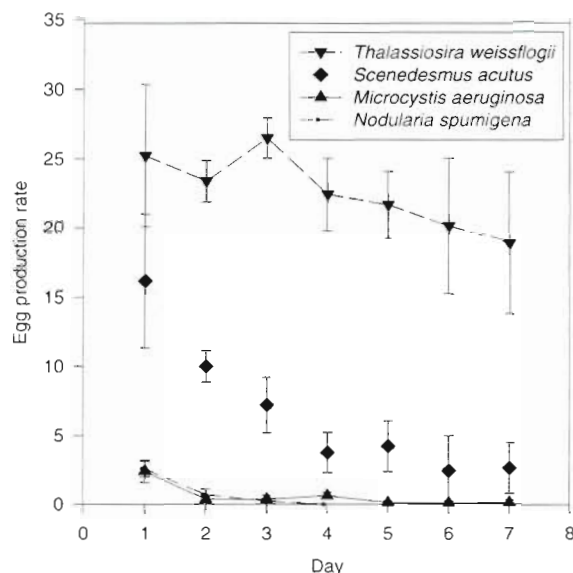 35
30
25
20
15
10
5
0
Egg production rate
Thalassiosira weissflogii
Scenedesmus acutus
Microcystis aeruginosa
Nodularia spumigena
0 1 2 3 4 5 6 7 8
Day